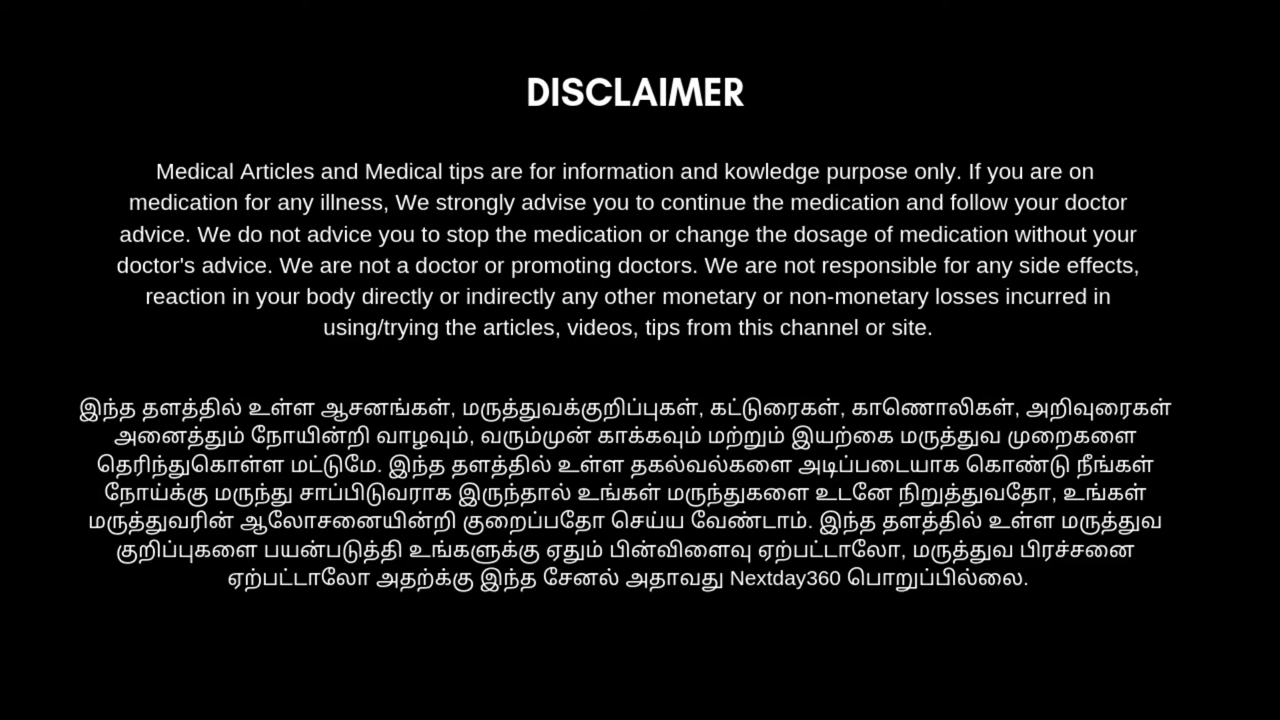 DISCLAIMER
Medical Articles and Medical tips are for information and kowledge purpose only. If you are on
medication for any illness, We strongly advise you to continue the medication and follow your doctor
advice. We do not advice you to stop the medication or change the dosage of medication without your
doctor's advice. We are not a doctor or promoting doctors. We are not responsible for any side effects,
reaction in your body directly or indirectly any other monetary or non-monetary losses incurred in
using/trying the articles, videos, tips from this channel or site.
இந்த தளத்தில் உள்ள ஆசனங்கள், மருத்துவக்குறிப்புகள், கட்டுரைகள், காணொலிகள், அறிவுரைகள்
அனைத்தும் நோயின்றி வாழவும், வரும்முன் காக்கவும் மற்றும் இயற்கை மருத்துவ முறைகளை
தெரிந்துகொள்ள மட்டுமே. இந்த தளத்தில் உள்ள தகல்வல்களை அடிப்படையாக கொண்டு நீங்கள்
நோய்க்கு மருந்து சாப்பிடுவராக இருந்தால் உங்கள் மருந்துகளை உடனே நிறுத்துவதோ, உங்கள்
மருத்துவரின் ஆலோசனையின்றி குறைப்பதோ செய்ய வேண்டாம். இந்த தளத்தில் உள்ள மருத்துவ
குறிப்புகளை பயன்படுத்தி உங்களுக்கு ஏதும் பின்விளைவு ஏற்பட்டாலோ, மருத்துவ பிரச்சனை
ஏற்பட்டாலோ அதற்க்கு இந்த சேனல் அதாவது Nextday360 பொறுப்பில்லை.